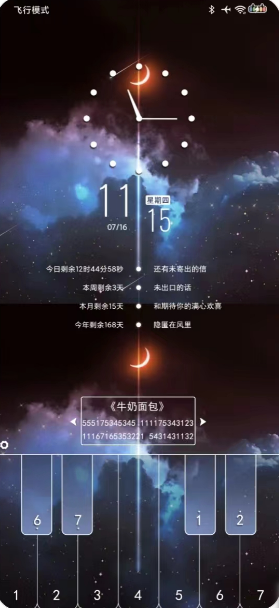 飞行模式
11
07/16
星期四
15
今日剩余12时44分58秒
还有未寄出的信
本周剩余3天
未出口的话
本月剩余15天
和期待你的满心欢喜
今年剩余168天
隐匿在风里
《牛奶面包》
555175345345 111175343123
11167165353221 5431431132
6 7 1 2
1 2 3 4 5 6 7